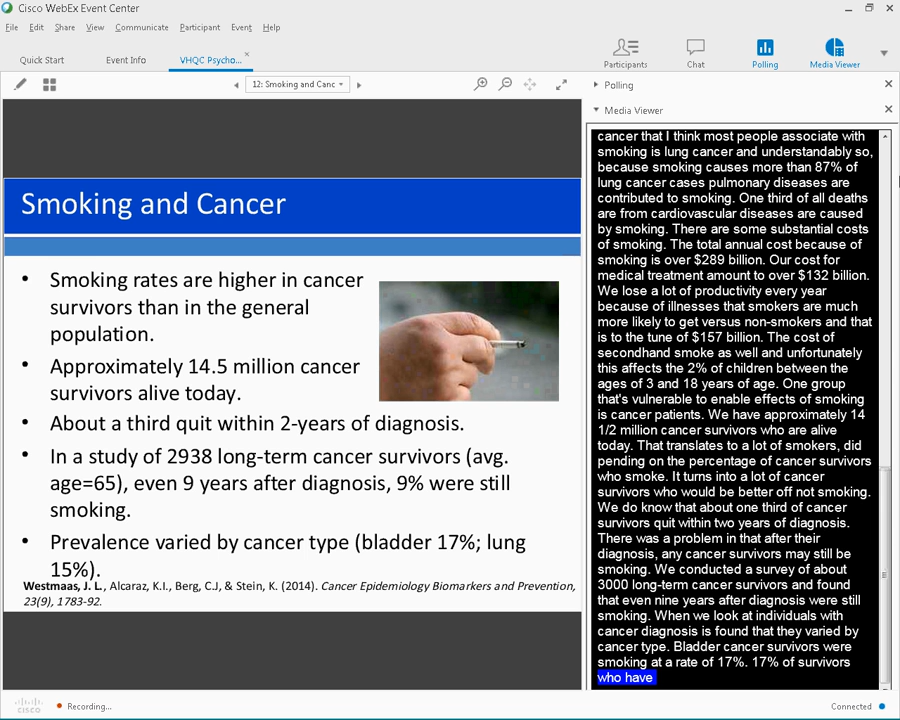 Cisco WebEx Event Center
File Edit Share View Communicate Participant Event Help
Quick Start Event Info VHQC Psycho...
Participants Chat Polling Media Viewer
12: Smoking and Canc
Smoking and Cancer
• Smoking rates are higher in cancer
survivors than in the general
population.
• Approximately 14.5 million cancer
survivors alive today.
• About a third quit within 2-years of diagnosis.
• In a study of 2938 long-term cancer survivors (avg.
age=65), even 9 years after diagnosis, 9% were still
smoking.
• Prevalence varied by cancer type (bladder 17%; lung
15%).
Westmaas, J. L., Alcaraz, K.I., Berg, C.J, & Stein, K. (2014). Cancer Epidemiology Biomarkers and Prevention,
23(9), 1783-92.
Polling
Media Viewer
cancer that I think most people associate with
smoking is lung cancer and understandably so,
because smoking causes more than 87% of
lung cancer cases pulmonary diseases are
contributed to smoking. One third of all deaths
are from cardiovascular diseases are caused
by smoking. There are some substantial costs
of smoking. The total annual cost because of
smoking is over $289 billion. Our cost for
medical treatment amount to over $132 billion.
We lose a lot of productivity every year
because of illnesses that smokers are much
more likely to get versus non-smokers and that
is to the tune of $157 billion. The cost of
secondhand smoke as well and unfortunately
this affects the 2% of children between the
ages of 3 and 18 years of age. One group
that's vulnerable to enable effects of smoking
is cancer patients. We have approximately 14
1/2 million cancer survivors who are alive
today. That translates to a lot of smokers, did
pending on the percentage of cancer survivors
who smoke. It turns into a lot of cancer
survivors who would be better off not smoking.
We do know that about one third of cancer
survivors quit within two years of diagnosis.
There was a problem in that after their
diagnosis, any cancer survivors may still be
smoking. We conducted a survey of about
3000 long-term cancer survivors and found
that even nine years after diagnosis were still
smoking. When we look at individuals with
cancer diagnosis is found that they varied by
cancer type. Bladder cancer survivors were
smoking at a rate of 17%. 17% of survivors
who have
cisco Recording... Connected